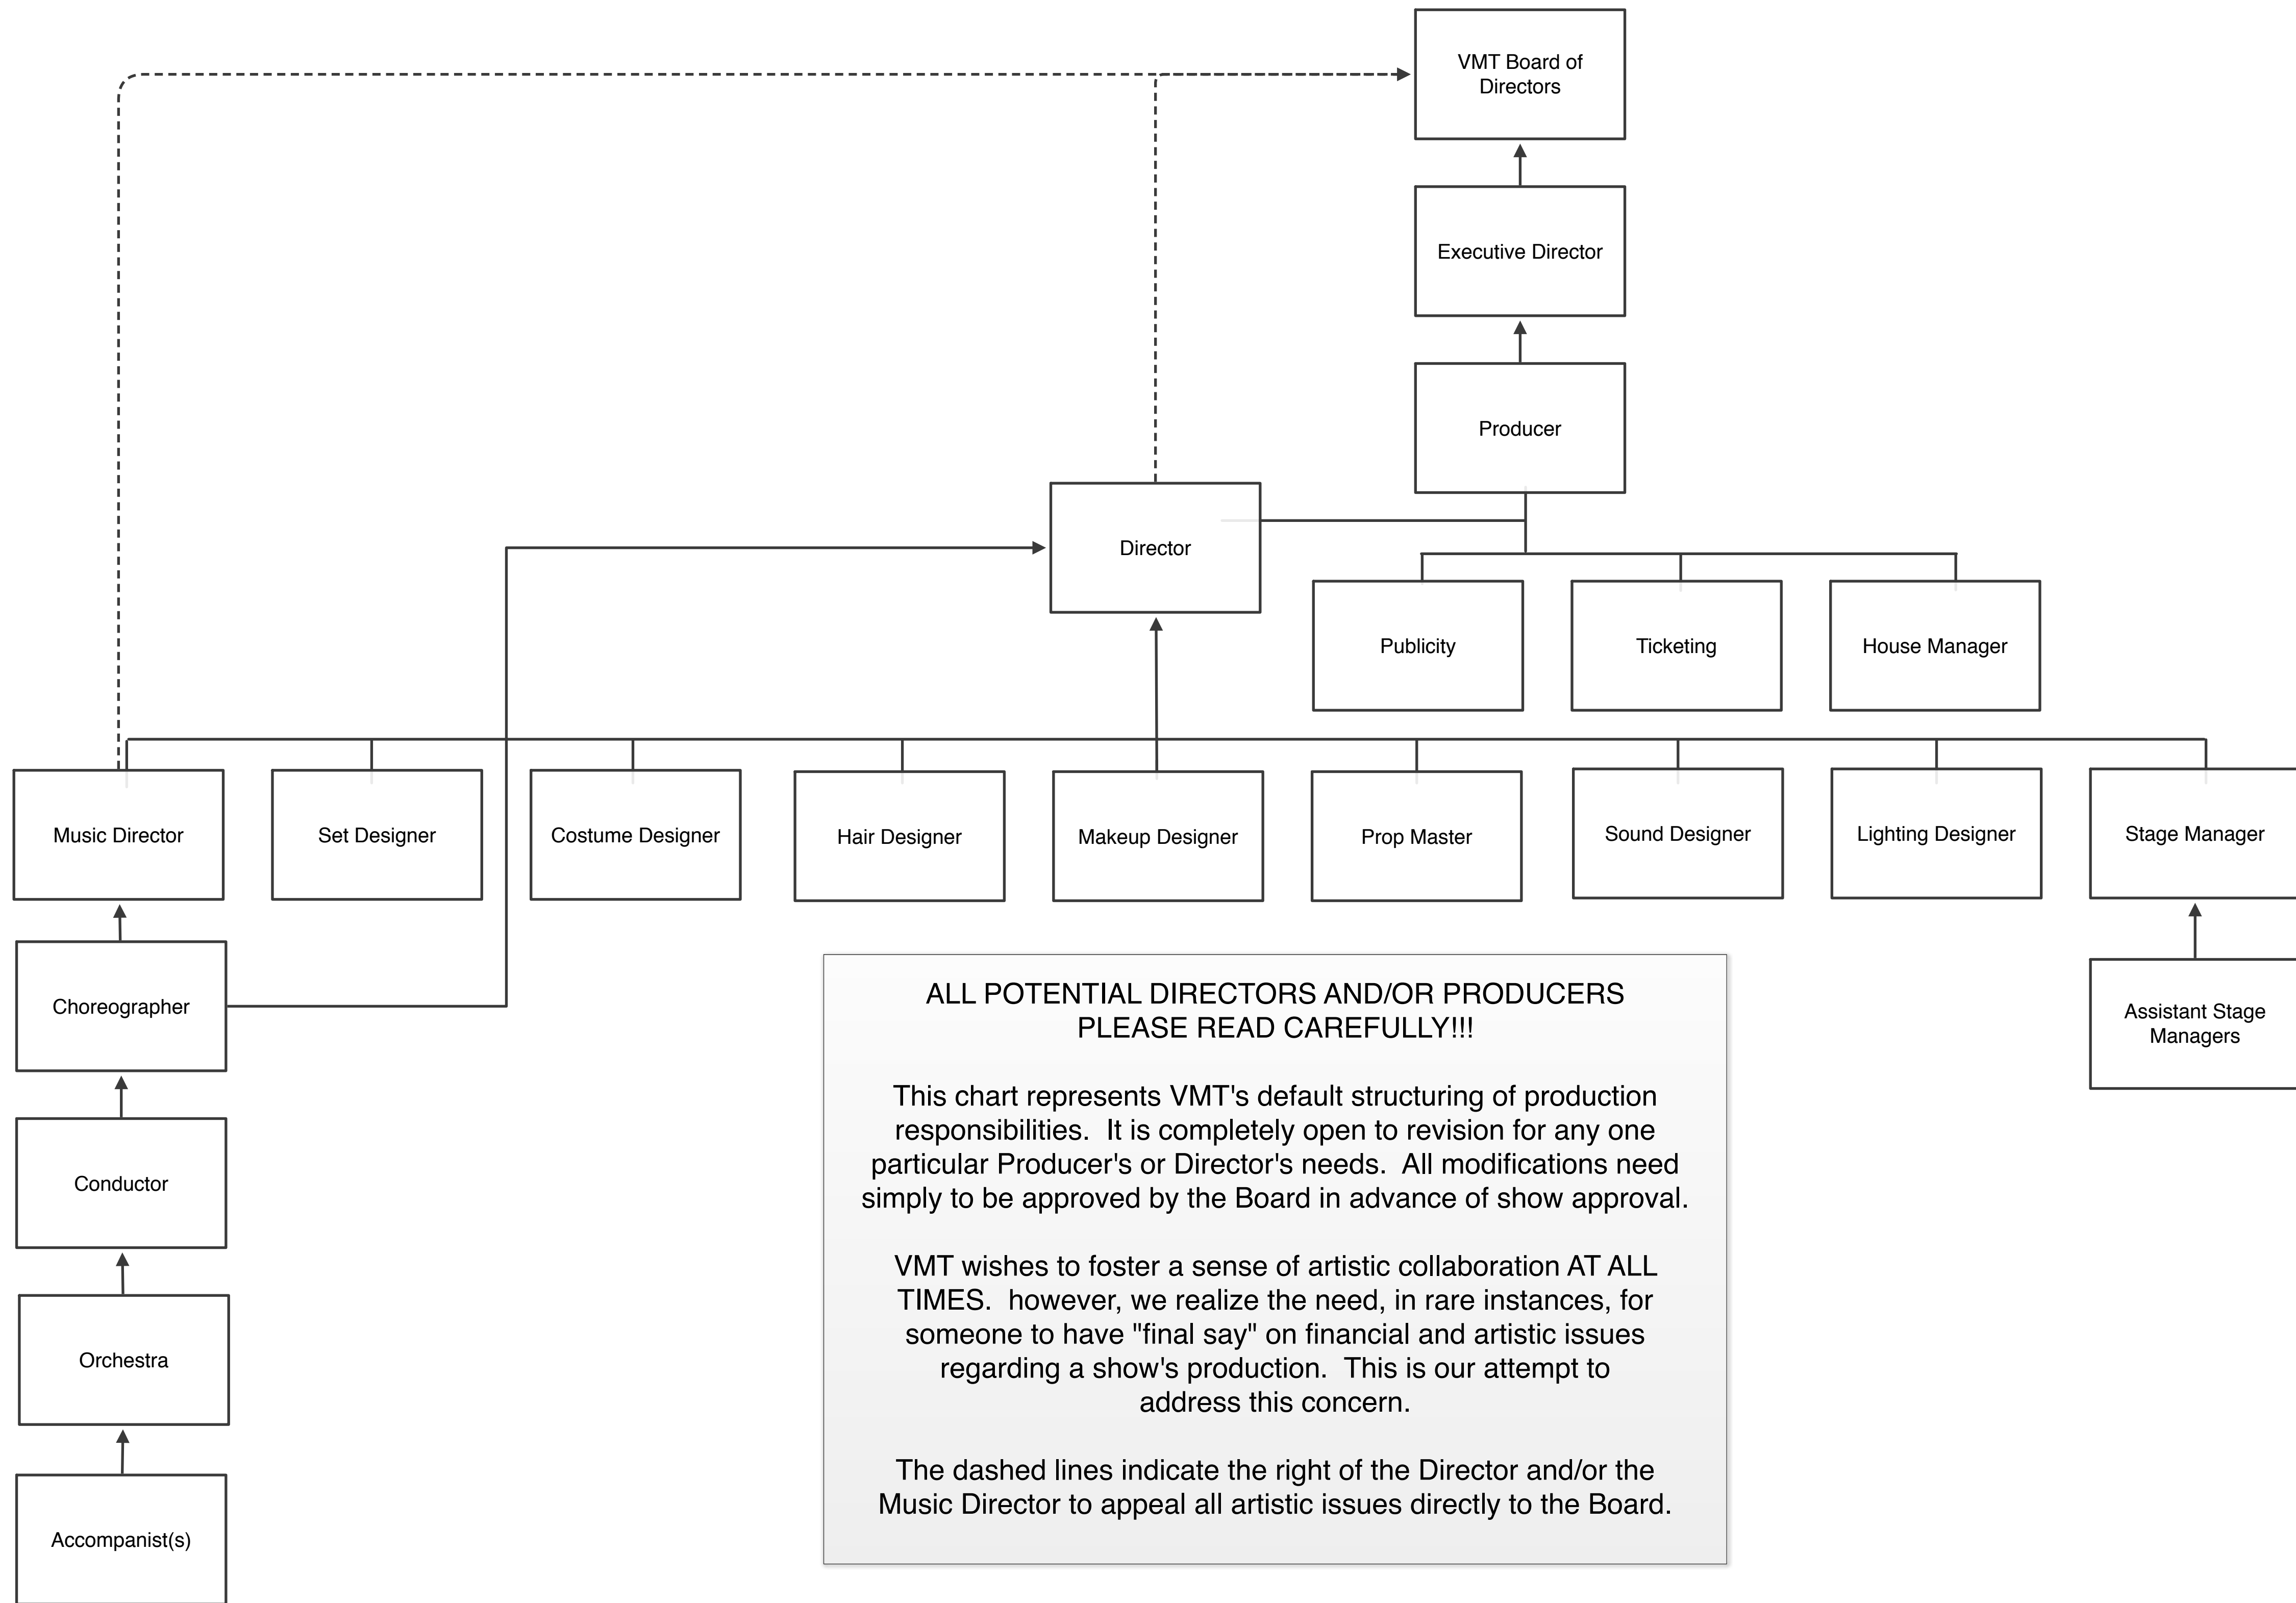 VMT Board of
Directors
Executive Director
Producer
Director
Publicity
Ticketing
House Manager
Music Director
Set Designer
Costume Designer
Hair Designer
Makeup Designer
Prop Master
Sound Designer
Lighting Designer
Stage Manager
Choreographer
Assistant Stage
Managers
Conductor
Orchestra
Accompanist(s)
ALL POTENTIAL DIRECTORS AND/OR PRODUCERS
PLEASE READ CAREFULLY!!!
This chart represents VMT's default structuring of production
responsibilities.  It is completely open to revision for any one
particular Producer's or Director's needs.  All modifications need
simply to be approved by the Board in advance of show approval.
VMT wishes to foster a sense of artistic collaboration AT ALL
TIMES.  however, we realize the need, in rare instances, for
someone to have "final say" on financial and artistic issues
regarding a show's production.  This is our attempt to
address this concern.
The dashed lines indicate the right of the Director and/or the
Music Director to appeal all artistic issues directly to the Board.